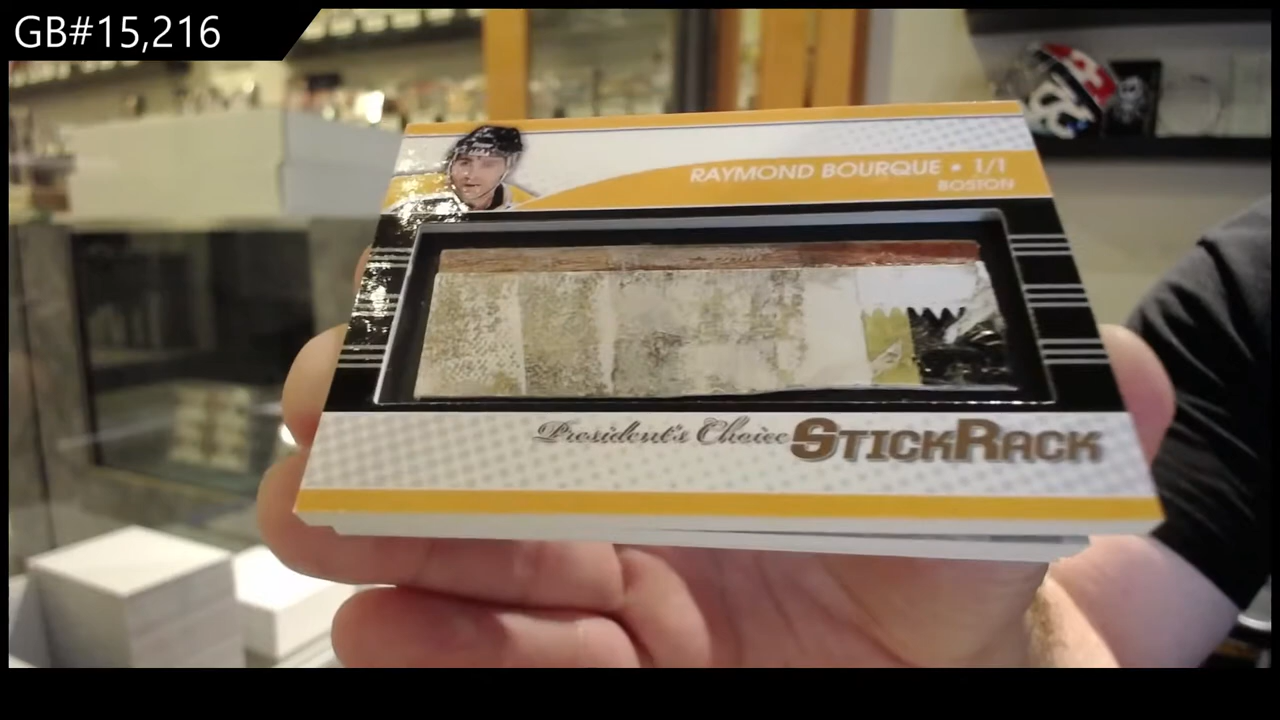 GB#15,216
RAYMOND BOURQUE • 1/1
BOSTON
President's Choice STICKRACK